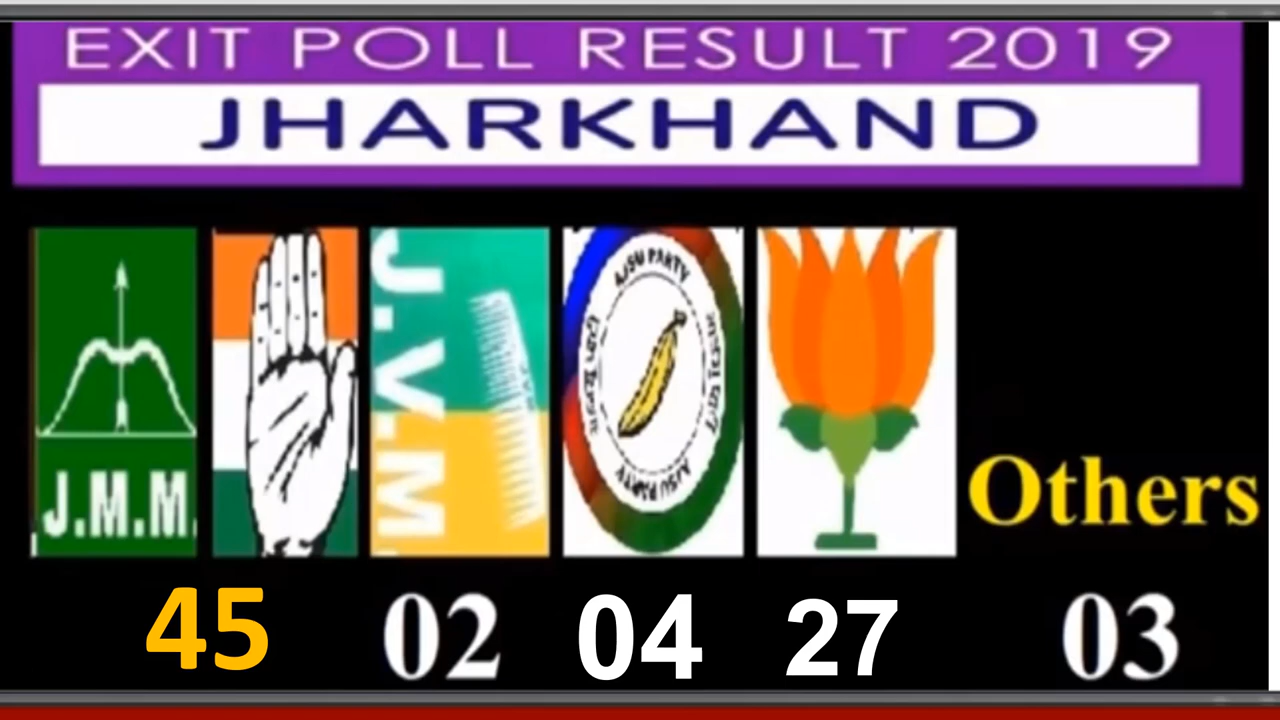 EXIT POLL RESULT 2019
JHARKHAND
J.M.M.
J.V.M.
AJSU PARTY
AJSU PARTY
Others
45 02 04 27 03